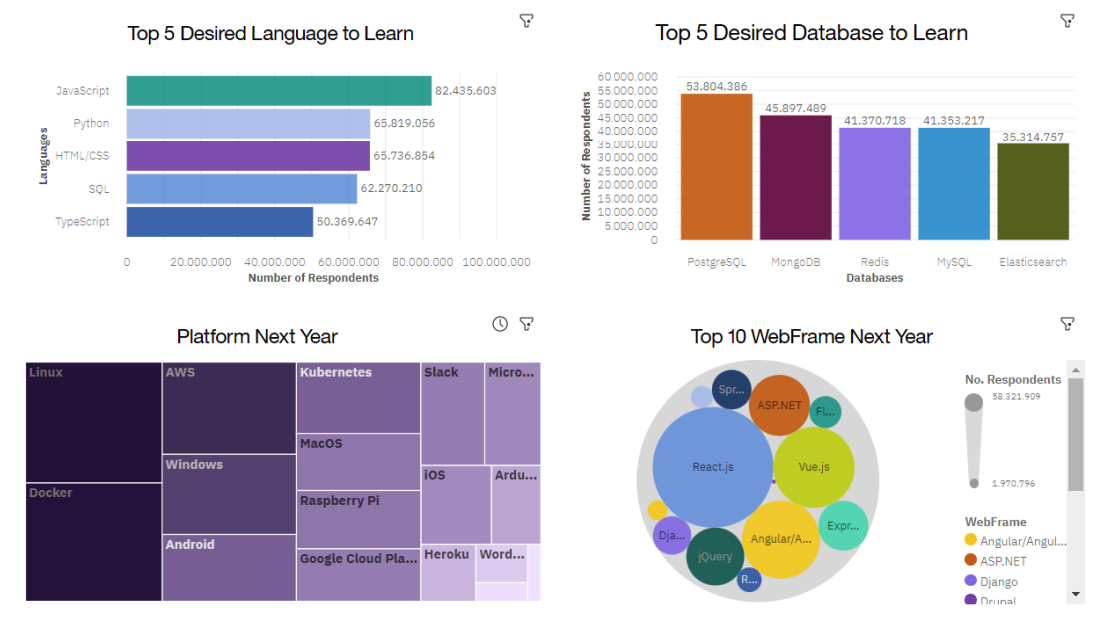 Top 5 Desired Language to Learn
Languages
JavaScript
82.435.603
Python
65.819.056
HTML/CSS
65.736.854
SQL
62.270.210
TypeScript
50.369.647
0 20.000.000 40.000.000 60.000.000 80.000.000 100.000.000
Number of Respondents
Top 5 Desired Database to Learn
Number of Respondents
60.000.000
55.000.000
50.000.000
45.000.000
40.000.000
35.000.000
30.000.000
25.000.000
20.000.000
15.000.000
10.000.000
5.000.000
0
53.804.386
45.897.489
41.370.718
41.353.217
35.314.757
PostgreSQL MongoDB Redis MySQL Elasticsearch
Databases
Platform Next Year
Linux
Docker
AWS
Windows
Android
Kubernetes
MacOS
Raspberry Pi
Google Cloud Pla...
Slack
Micro...
iOS
Ardu...
Heroku
Word...
Top 10 WebFrame Next Year
Spr...
ASP.NET
Fl...
React.js
Vue.js
Dja...
jQuery
Angular/A...
Expr...
R...
No. Respondents
58.321.909
1.970.796
WebFrame
Angular/Angul...
ASP.NET
Django
Drupal